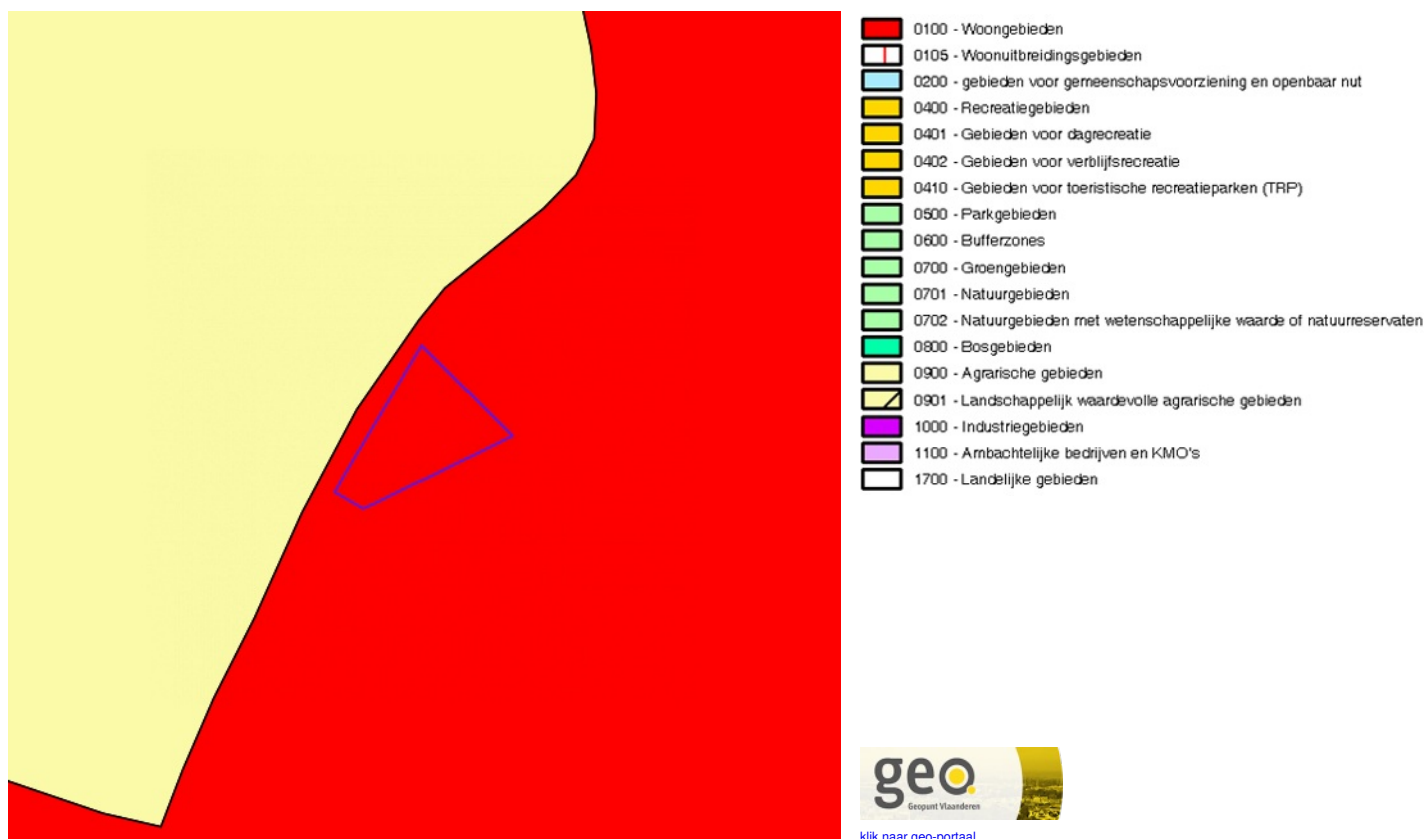 0100 - Woongebieden
0105 - Woonuitbreidingsgebieden
0200 - gebieden voor gemeenschapsvoorziening en openbaar nut
0400 - Recreatiegebieden
0401 - Gebieden voor dagrecreatie
0402 - Gebieden voor verblijfsrecreatie
0410 - Gebieden voor toeristische recreatieparken (TRP)
0500 - Parkgebieden
0600 - Bufferzones
0700 - Groengebieden
0701 - Natuurgebieden
0702 - Natuurgebieden met wetenschappelijke waarde of natuurreservaten
0800 - Bosgebieden
0900 - Agrarische gebieden
0901 - Landschappelijk waardevolle agrarische gebieden
1000 - Industriegebieden
1100 - Ambachtelijke bedrijven en KMO's
1700 - Landelijke gebieden
geo
Geopunt Vlaanderen
klik naar geo-portaal